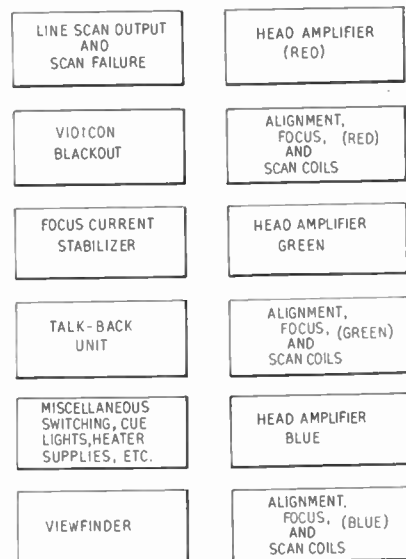 LINE SCAN OUTPUT
AND
SCAN FAILURE
HEAD AMPLIFIER
(RED)
VIDICON
BLACKOUT
ALIGNMENT,
FOCUS, (RED)
AND
SCAN COILS
FOCUS CURRENT
STABILIZER
HEAD AMPLIFIER
GREEN
TALK-BACK
UNIT
ALIGNMENT,
FOCUS, (GREEN)
AND
SCAN COILS
MISCELLANEOUS
SWITCHING, CUE
LIGHTS, HEATER
SUPPLIES, ETC.
HEAD AMPLIFIER
BLUE
VIEWFINDER
ALIGNMENT,
FOCUS, (BLUE)
AND
SCAN COILS